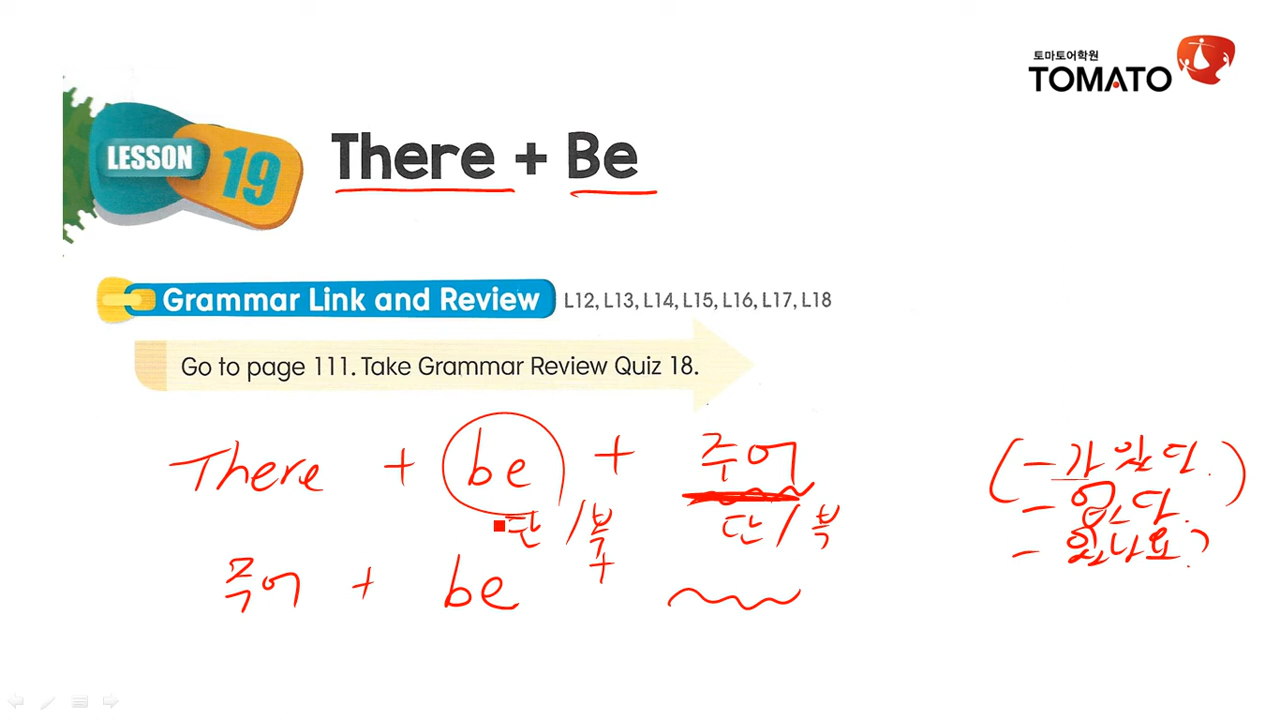 토마토어학원
TOMATO
LESSON 19
There + Be
Grammar Link and Review L12, L13, L14, L15, L16, L17, L18
Go to page 111. Take Grammar Review Quiz 18.
There + be + 주어 (-가 있다.)
단/부 단/부 - 없다.
- 있나요?
주어 + be